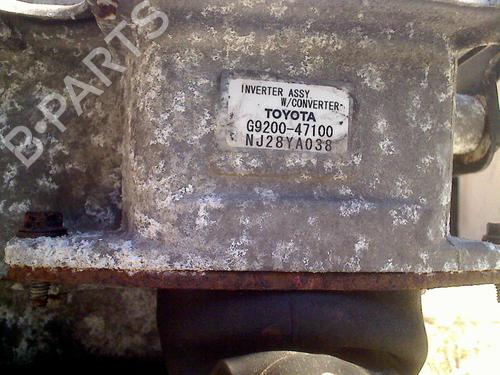 B-PARTS
INVERTER ASSY
W/CONVERTER
TOYOTA
G9200-47100
NJ28YA038